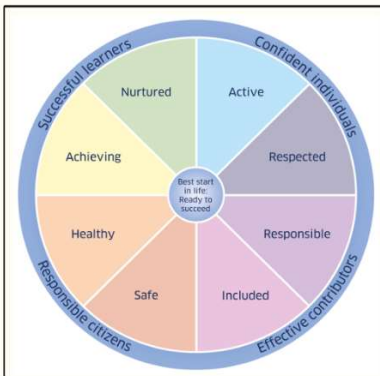 Successful learners
Confident individuals
Nurtured
Active
Achieving
Respected
Best start
in life:
Ready to
succeed
Healthy
Responsible
Safe
Included
Responsible citizens
Effective contributors